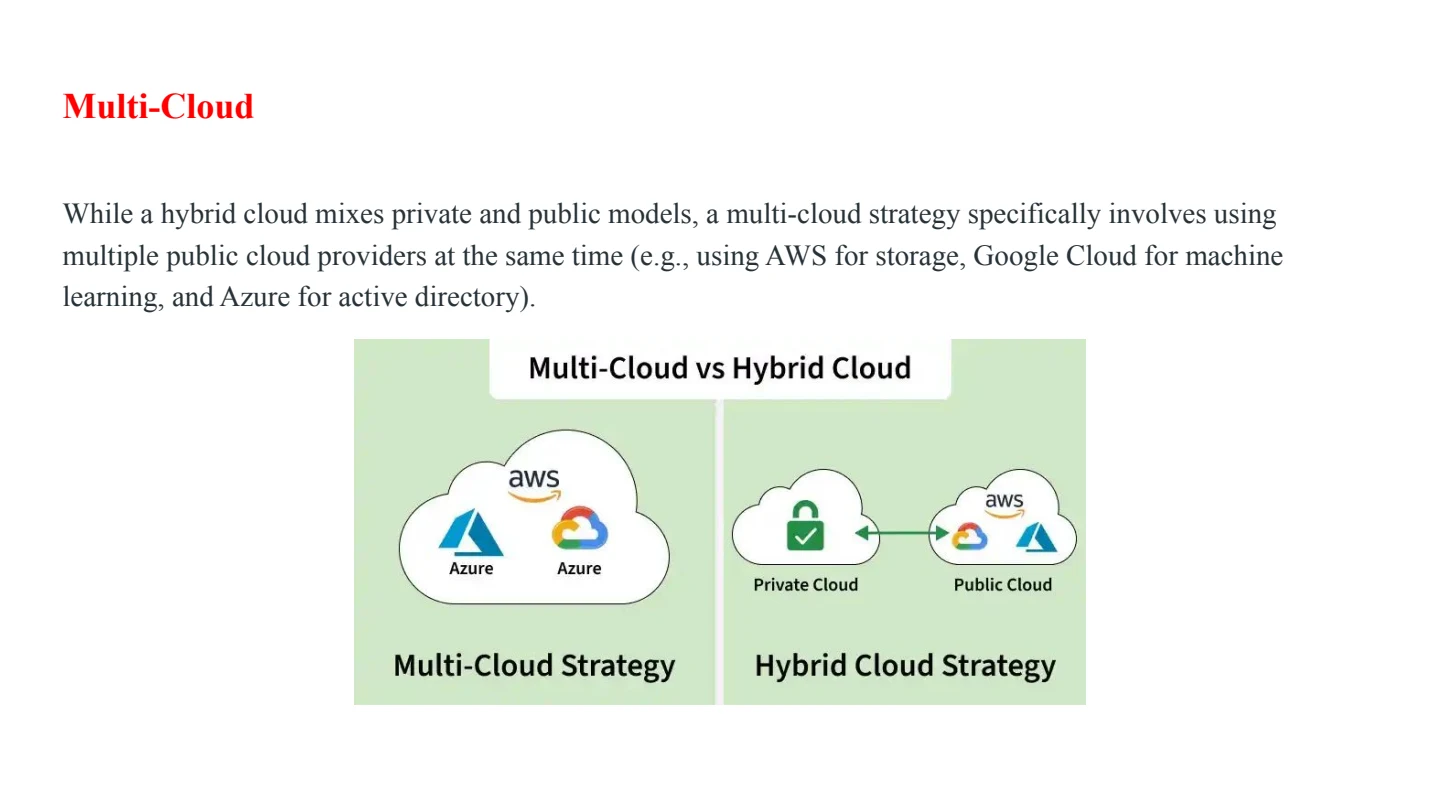 Multi-Cloud
While a hybrid cloud mixes private and public models, a multi-cloud strategy specifically involves using
multiple public cloud providers at the same time (e.g., using AWS for storage, Google Cloud for machine
learning, and Azure for active directory).
Multi-Cloud vs Hybrid Cloud
aws
Azure
Azure
Multi-Cloud Strategy
aws
Private Cloud
Public Cloud
Hybrid Cloud Strategy